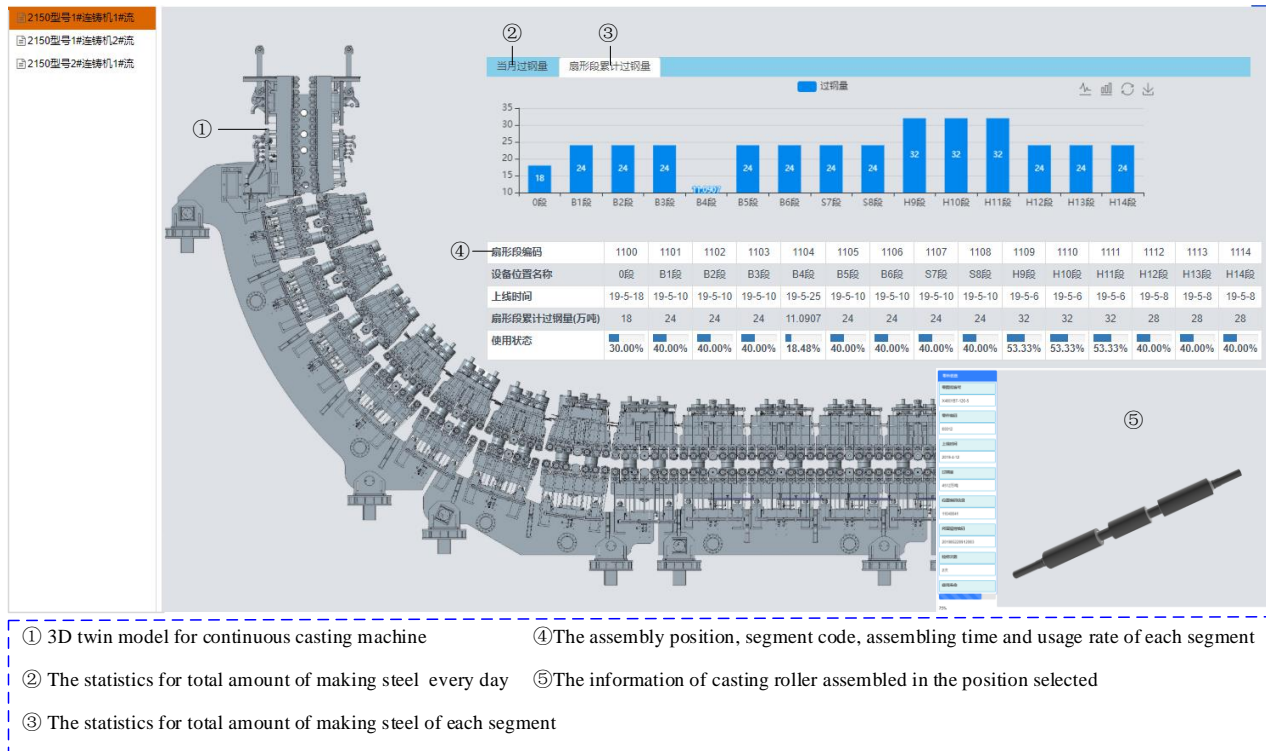 2150型号1#连铸机1#流
2150型号1#连铸机2#流
2150型号2#连铸机1#流
② ③
当月过钢量 扇形段累计过钢量
过钢量
35
30
25
20
15
10
18 24 24 24 11.0907 24 24 24 24 32 32 32 24 24 24
0段 B1段 B2段 B3段 B4段 B5段 B6段 S7段 S8段 H9段 H10段 H11段 H12段 H13段 H14段
①
④
扇形段编码 1100 1101 1102 1103 1104 1105 1106 1107 1108 1109 1110 1111 1112 1113 1114
设备位置名称 0段 B1段 B2段 B3段 B4段 B5段 B6段 S7段 S8段 H9段 H10段 H11段 H12段 H13段 H14段
上线时间 19-5-18 19-5-10 19-5-10 19-5-10 19-5-25 19-5-10 19-5-10 19-5-10 19-5-10 19-5-6 19-5-6 19-5-6 19-5-8 19-5-8 19-5-8
扇形段累计过钢量(万吨) 18 24 24 24 11.0907 24 24 24 24 32 32 32 28 28 28
使用状态 30.00% 40.00% 40.00% 40.00% 18.48% 40.00% 40.00% 40.00% 40.00% 53.33% 53.33% 53.33% 40.00% 40.00% 40.00%
上线时间
⑤
① 3D twin model for continuous casting machine
② The statistics for total amount of making steel every day
③ The statistics for total amount of making steel of each segment
④The assembly position, segment code, assembling time and usage rate of each segment
⑤The information of casting roller assembled in the position selected